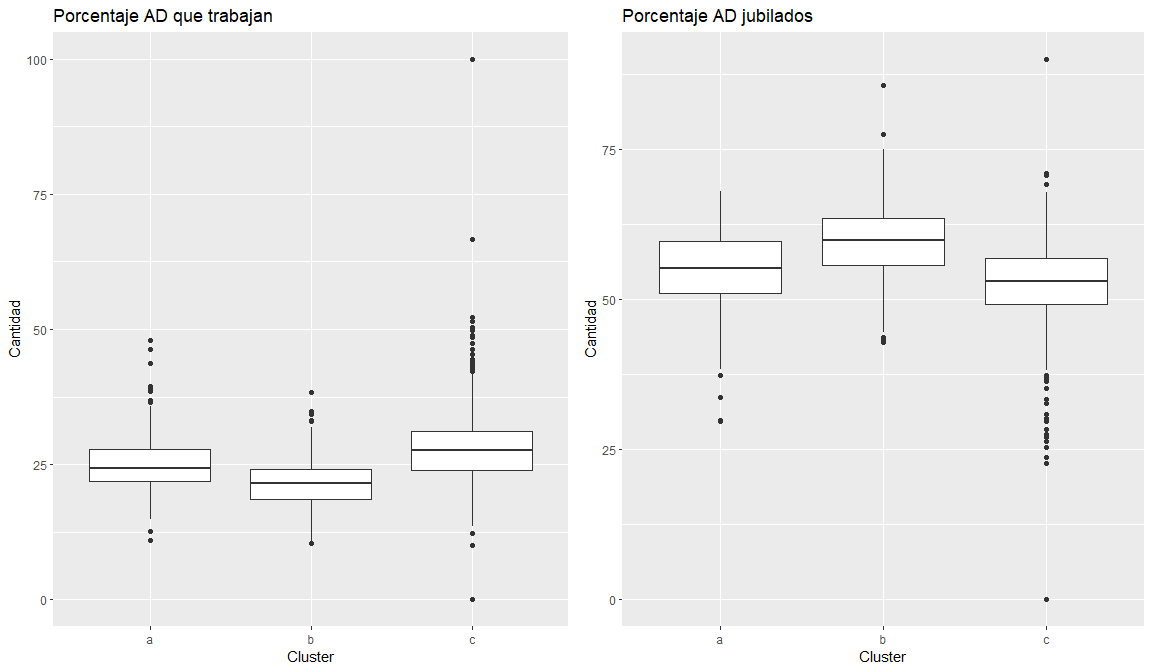 Porcentaje AD que trabajan
Cantidad
100
75
50
25
0
a b c
Cluster
Porcentaje AD jubilados
Cantidad
75
50
25
0
a b c
Cluster